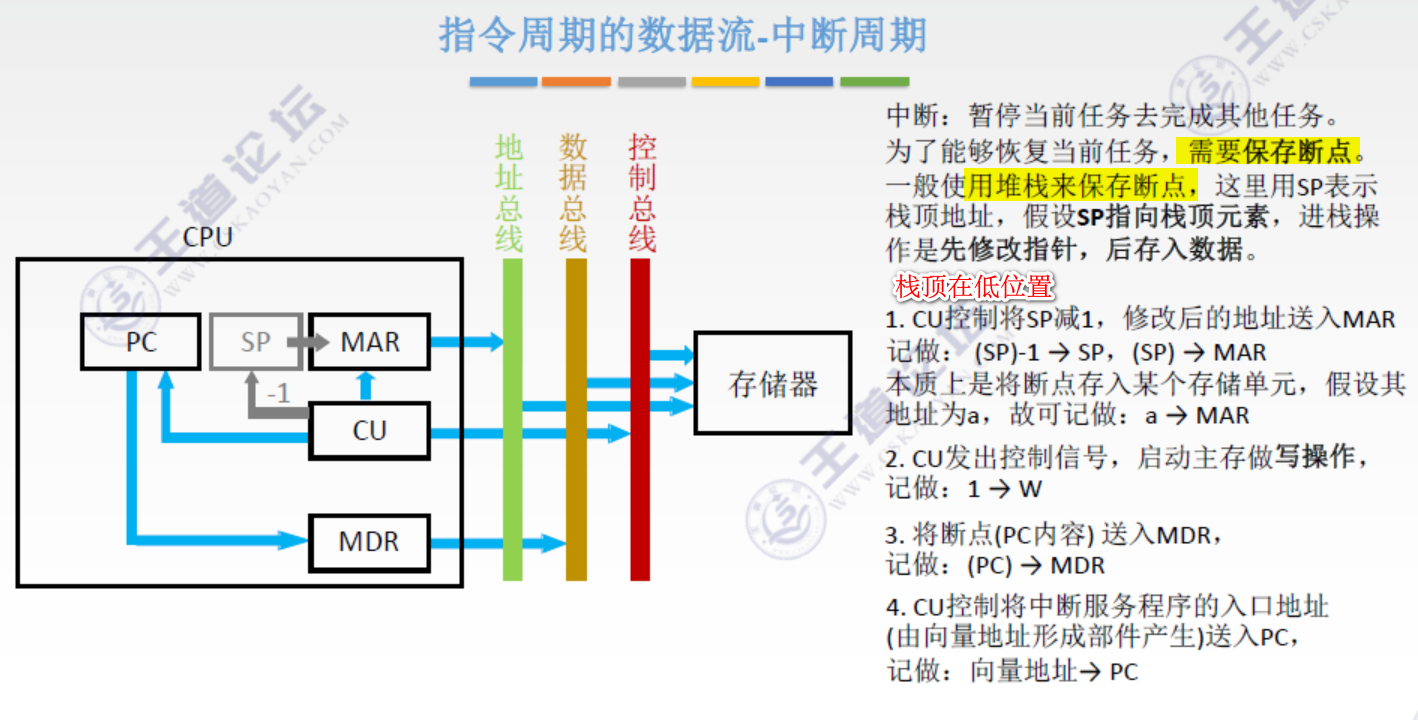 指令周期的数据流-中断周期
中断：暂停当前任务去完成其他任务。
为了能够恢复当前任务，需要保存断点。
一般使用堆栈来保存断点，这里用SP表示
栈顶地址，假设SP指向栈顶元素，进栈操
作是先修改指针，后存入数据。
栈顶在低位置
1. CU控制将SP减1，修改后的地址送入MAR
记做：(SP)-1 → SP，(SP) → MAR
本质上是将断点存入某个存储单元，假设其
地址为a，故可记做：a → MAR
2. CU发出控制信号，启动主存做写操作，
记做：1 → W
3. 将断点(PC内容) 送入MDR，
记做：(PC) → MDR
4. CU控制将中断服务程序的入口地址
(由向量地址形成部件产生)送入PC，
记做：向量地址→ PC
地址总线
数据总线
控制总线
CPU
PC
SP
MAR
-1
CU
MDR
存储器
王道论坛
WWW.CSKAOYAN.COM
王道论坛